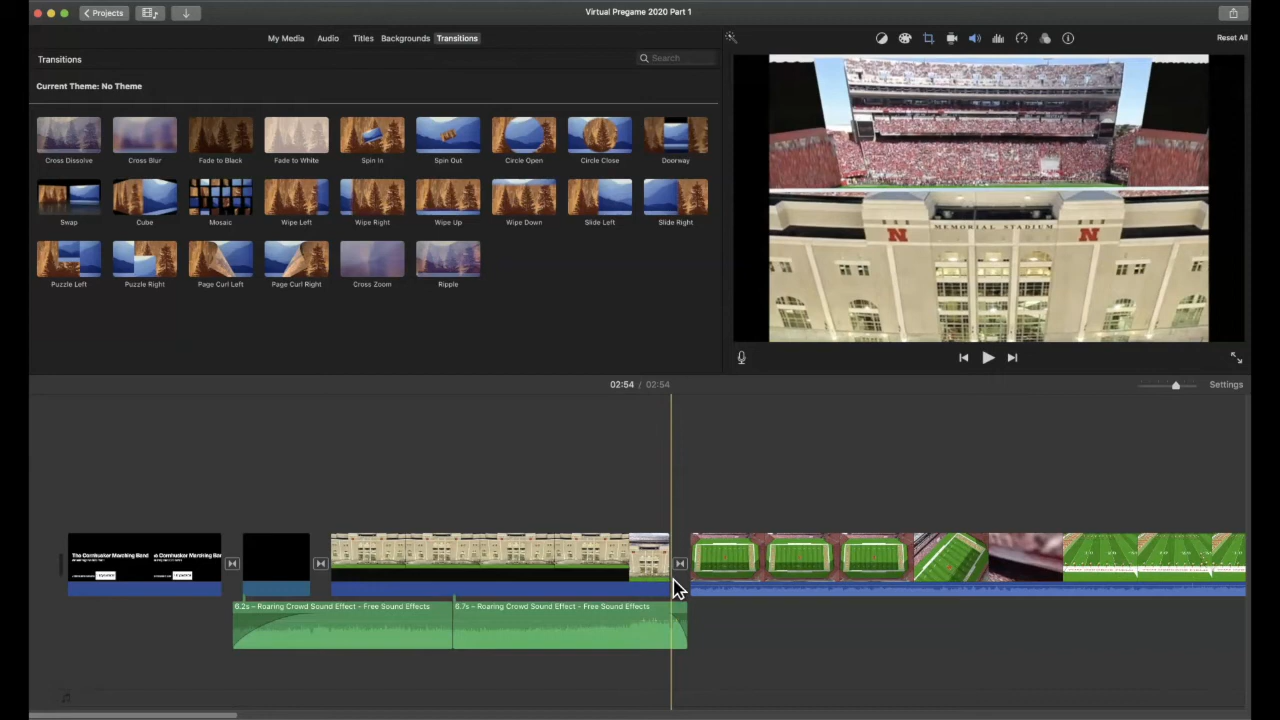 Projects
Virtual Pregame 2020 Part 1
My Media Audio Titles Backgrounds Transitions
Reset All
Transitions
Search
Current Theme: No Theme
Cross Dissolve Cross Blur Fade to Black Fade to White Spin In Spin Out Circle Open Circle Close Doorway
Swap Cube Mosaic Wipe Left Wipe Right Wipe Up Wipe Down Slide Left Slide Right
Puzzle Left Puzzle Right Page Curl Left Page Curl Right Cross Zoom Ripple
MEMORIAL STADIUM
N N
02:54 / 02:54
Settings
The Cornhusker Marching Band
Cornhusker Marching Ban
6.2s – Roaring Crowd Sound Effect - Free Sound Effects
6.7s – Roaring Crowd Sound Effect - Free Sound Effects